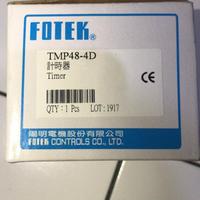 FOTEK
TMP48-4D
計時器
Timer
CE
QTY : 1 Pcs LOT : 1917
陽明電機股份有限公司
FOTEK CONTROLS CO., LTD.